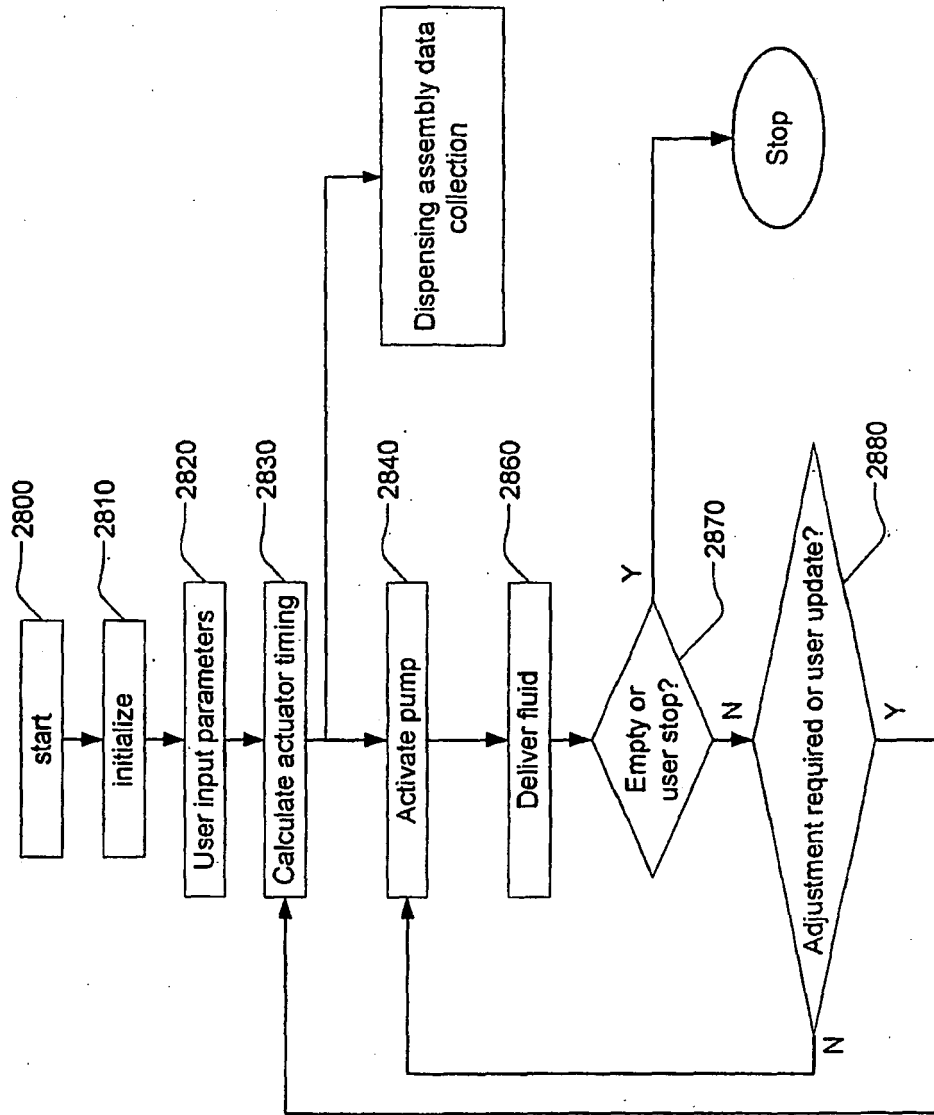 start
2800
initialize
2810
User input parameters
2820
Calculate actuator timing
2830
Dispensing assembly data
collection
Activate pump
2840
Deliver fluid
2860
Empty or
user stop?
2870
Y
N
Stop
Adjustment required or user update?
2880
N
Y